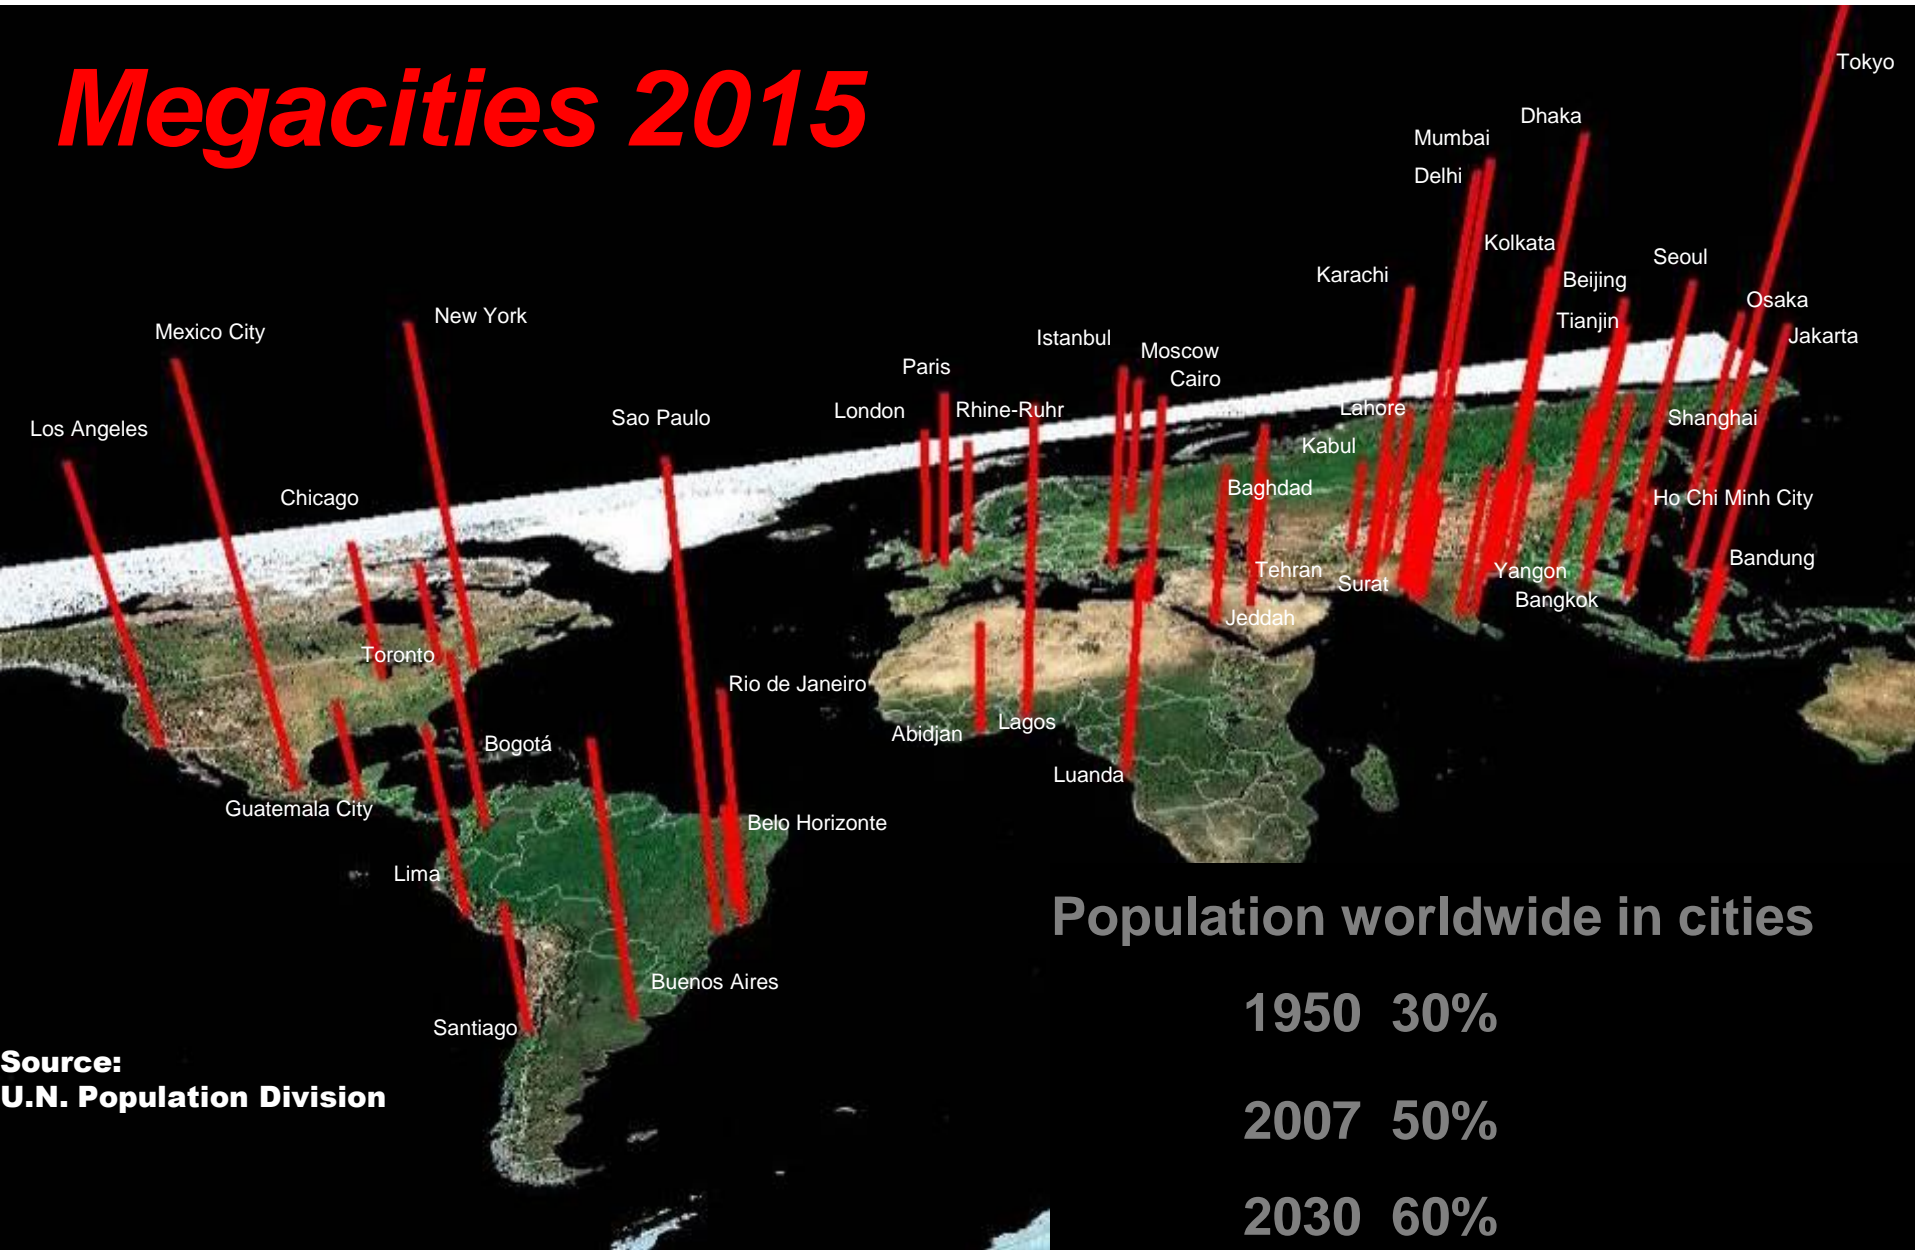 Megacities 2015
Tokyo
Dhaka
Mumbai
Delhi
Kolkata
Seoul
Karachi
Beijing
Osaka
New York
Tianjin
Mexico City
Istanbul
Jakarta
Moscow
Paris
Cairo
London
Rhine-Ruhr
Lahore
Sao Paulo
Shanghai
Los Angeles
Kabul
Baghdad
Chicago
Ho Chi Minh City
Bandung
Tehran
Yangon
Surat
Bangkok
Jeddah
Toronto
Rio de Janeiro
Lagos
Abidjan
Bogotá
Luanda
Guatemala City
Belo Horizonte
Lima
Buenos Aires
Santiago
Population worldwide in cities
1950 30%
2007 50%
2030 60%
Source:
U.N. Population Division